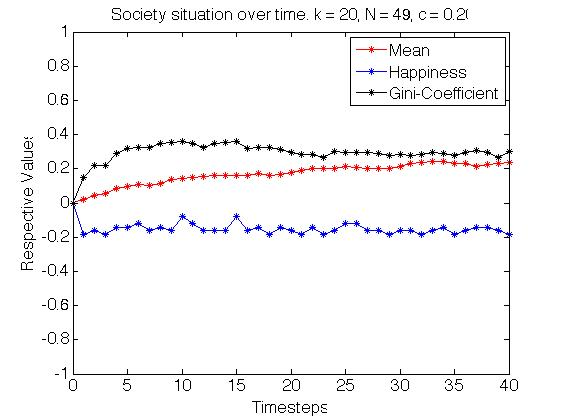 Society situation over time. k = 20, N = 49, c = 0.20
Mean
Happiness
Gini-Coefficient
1
0.8
0.6
0.4
0.2
0
-0.2
-0.4
-0.6
-0.8
-1
Respective Values
0 5 10 15 20 25 30 35 40
Timesteps